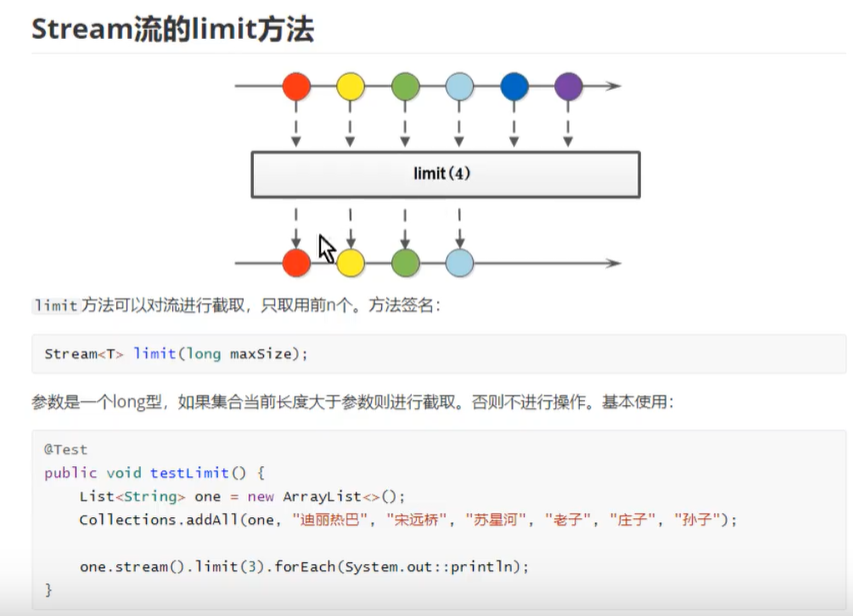 Stream流的limit方法
limit(4)
limit方法可以对流进行截取，只取用前n个。方法签名：
Stream<T> limit(long maxSize);
参数是一个long型，如果集合当前长度大于参数则进行截取。否则不进行操作。基本使用：
@Test
public void testLimit() {
    List<String> one = new ArrayList<>();
    Collections.addAll(one, "迪丽热巴", "宋远桥", "苏星河", "老子", "庄子", "孙子");
    one.stream().limit(3).forEach(System.out::println);
}